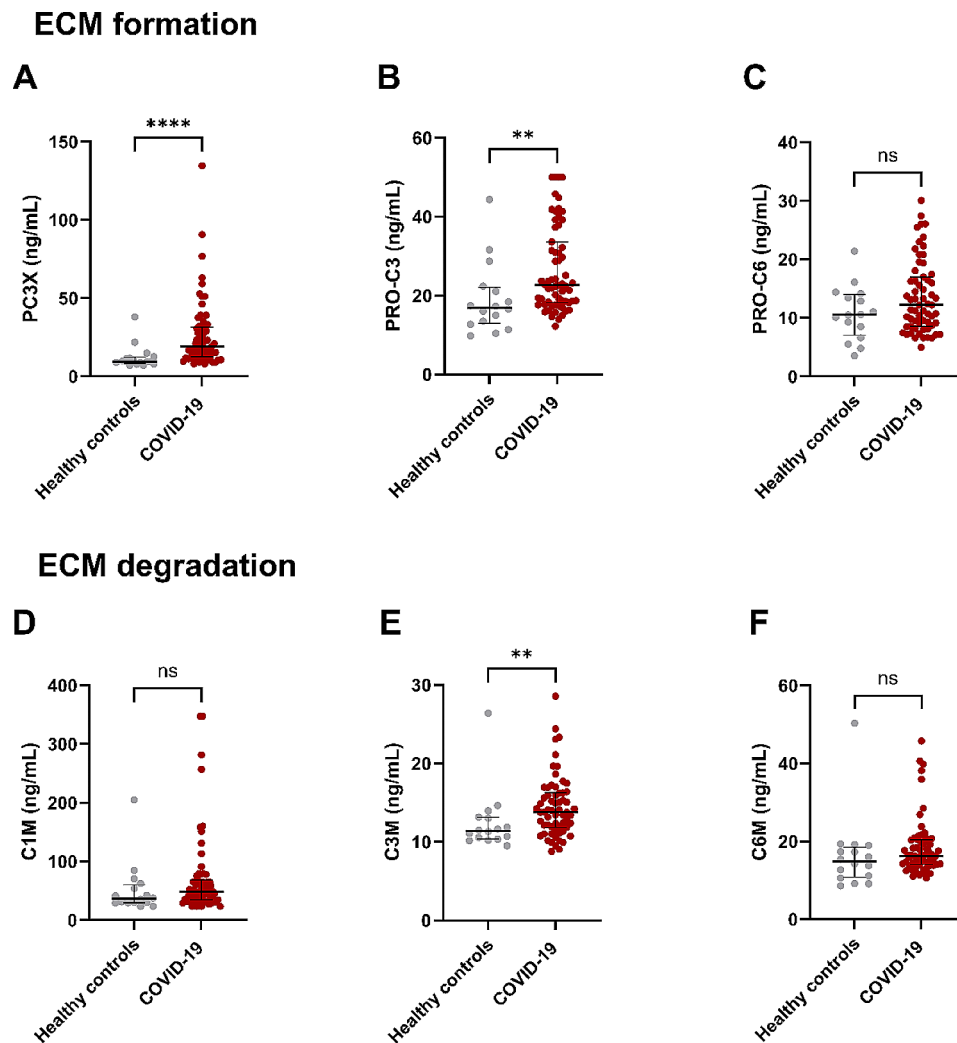 ECM formation
A
B
C
****
**
ns
PC3X (ng/mL)
150
100
50
0
PRO-C3 (ng/mL)
60
40
20
0
PRO-C6 (ng/mL)
40
30
20
10
0
Healthy controls
COVID-19
Healthy controls
COVID-19
Healthy controls
COVID-19
ECM degradation
D
E
F
ns
**
ns
C1M (ng/mL)
400
300
200
100
0
C3M (ng/mL)
30
20
10
0
C6M (ng/mL)
60
40
20
0
Healthy controls
COVID-19
Healthy controls
COVID-19
Healthy controls
COVID-19